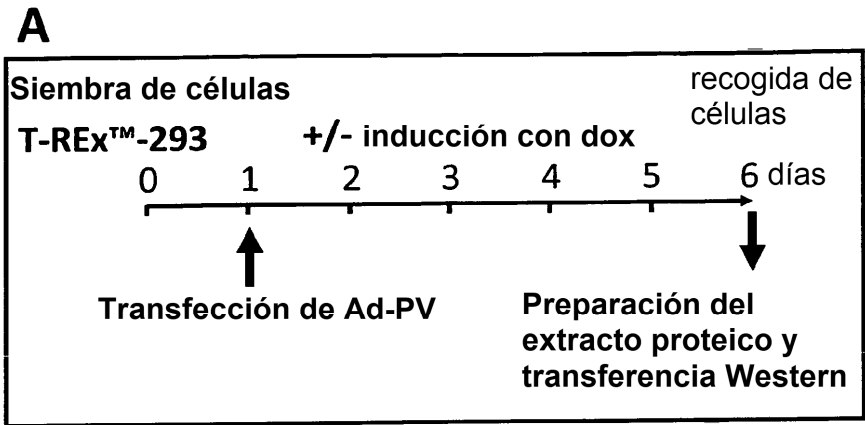 A
Siembra de células
T-REx™-293
+/- inducción con dox
recogida de
células
0 1 2 3 4 5 6 días
Transfección de Ad-PV
Preparación del
extracto proteico y
transferencia Western